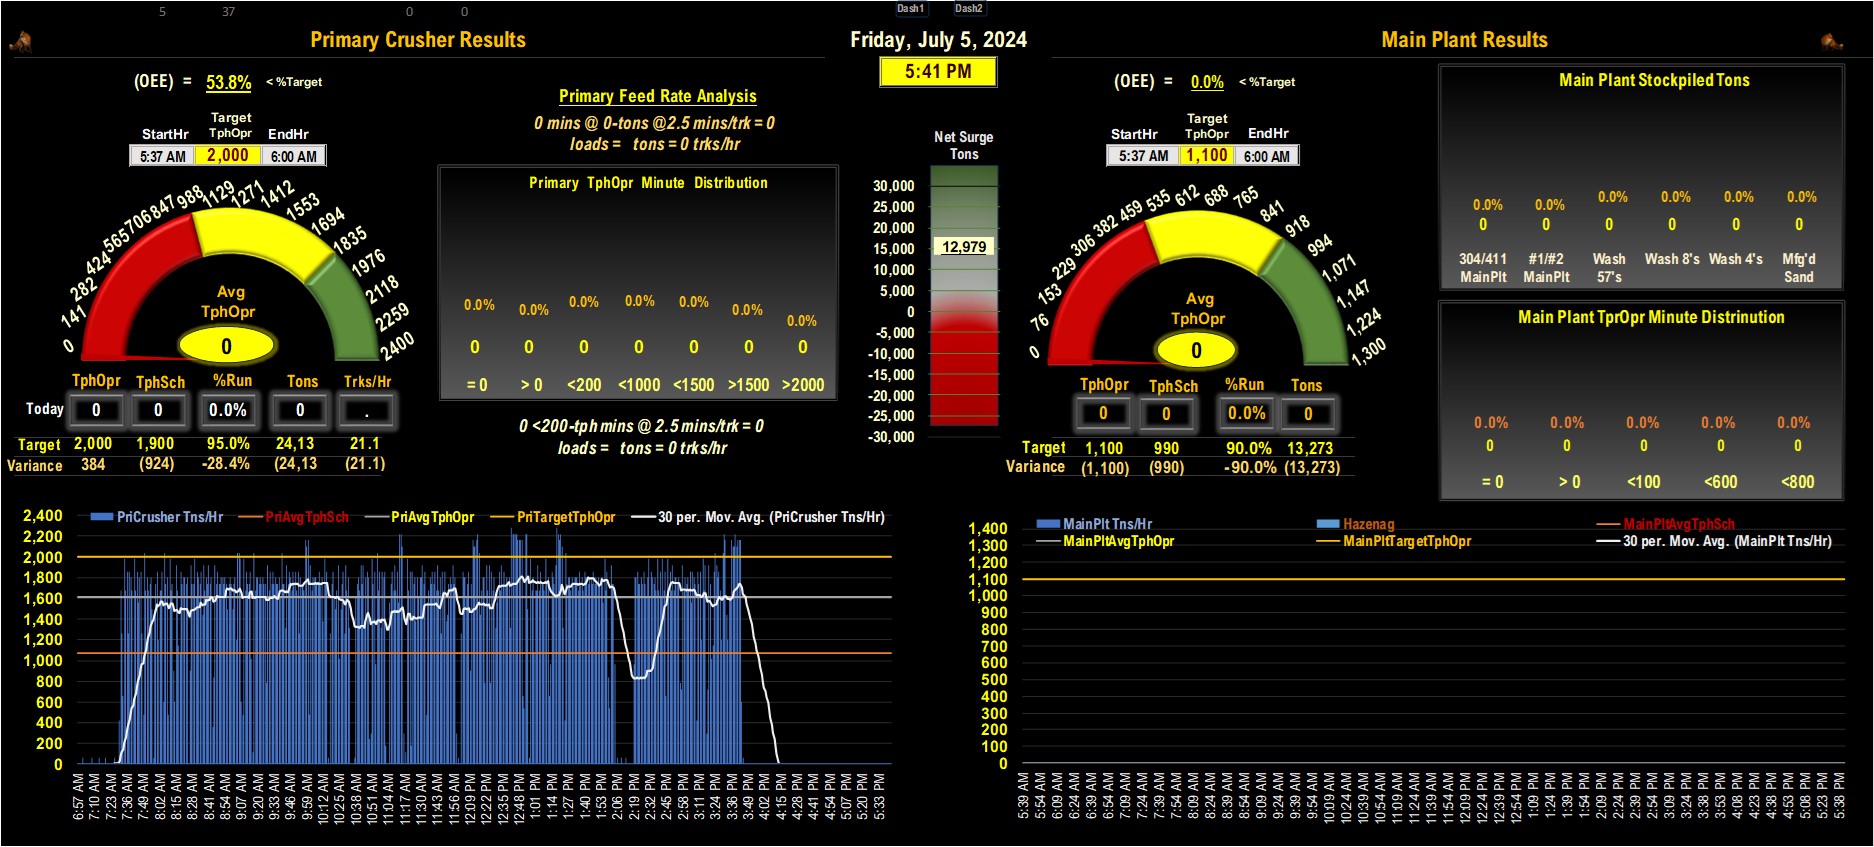 5 37 0 0 Dash1 Dash2
Primary Crusher Results
Friday, July 5, 2024
Main Plant Results
5:41 PM
(OEE) = 53.8% < %Target
Target
StartHr TphOpr EndHr
5:37 AM 2,000 6:00 AM
0 141 282 424 565 706 847 988 1129 1271 1412 1553 1694 1835 1976 2118 2259 2400
Avg
TphOpr
0
TphOpr TphSch %Run Tons Trks/Hr
Today 0 0 0.0% 0 .
Target 2,000 1,900 95.0% 24,13 21.1
Variance 384 (924) -28.4% (24,13 (21.1)
Primary Feed Rate Analysis
0 mins @ 0-tons @2.5 mins/trk = 0
loads = tons = 0 trks/hr
Primary TphOpr Minute Distribution
0.0% 0.0% 0.0% 0.0% 0.0% 0.0% 0.0%
0 0 0 0 0 0 0
= 0 > 0 <200 <1000 <1500 >1500 >2000
0 <200-tph mins @ 2.5 mins/trk = 0
loads = tons = 0 trks/hr
Net Surge
Tons
30,000
25,000
20,000
15,000
12,979
10,000
5,000
0
-5,000
-10,000
-15,000
-20,000
-25,000
-30,000
(OEE) = 0.0% < %Target
Target
StartHr TphOpr EndHr
5:37 AM 1,100 6:00 AM
0 76 153 229 306 382 459 535 612 688 765 841 918 994 1,071 1,147 1,224 1,300
Avg
TphOpr
0
TphOpr TphSch %Run Tons
0 0 0.0% 0
Target 1,100 990 90.0% 13,273
Variance (1,100) (990) -90.0% (13,273)
Main Plant Stockpiled Tons
0.0% 0.0% 0.0% 0.0% 0.0% 0.0%
0 0 0 0 0 0
304/411 #1/#2 Wash Wash 8's Wash 4's Mfg'd
MainPlt MainPlt 57's Sand
Main Plant TprOpr Minute Distrinution
0.0% 0.0% 0.0% 0.0% 0.0%
0 0 0 0 0
= 0 > 0 <100 <600 <800
PriCrusher Tns/Hr PriAvgTphSch PriAvgTphOpr PriTargetTphOpr 30 per. Mov. Avg. (PriCrusher Tns/Hr)
2,400
2,200
2,000
1,800
1,600
1,400
1,200
1,000
800
600
400
200
0
6:57 AM 7:10 AM 7:23 AM 7:36 AM 7:49 AM 8:02 AM 8:15 AM 8:28 AM 8:41 AM 8:54 AM 9:07 AM 9:20 AM 9:33 AM 9:46 AM 9:59 AM 10:12 AM 10:25 AM 10:38 AM 10:51 AM 11:04 AM 11:17 AM 11:30 AM 11:43 AM 11:56 AM 12:09 PM 12:22 PM 12:35 PM 12:48 PM 1:01 PM 1:14 PM 1:27 PM 1:40 PM 1:53 PM 2:06 PM 2:19 PM 2:32 PM 2:45 PM 2:58 PM 3:11 PM 3:24 PM 3:36 PM 3:49 PM 4:02 PM 4:15 PM 4:28 PM 4:41 PM 4:54 PM 5:07 PM 5:20 PM 5:33 PM
MainPlt Tns/Hr Hazenag MainPltAvgTphSch
MainPltAvgTphOpr MainPltTargetTphOpr 30 per. Mov. Avg. (MainPlt Tns/Hr)
1,400
1,300
1,200
1,100
1,000
900
800
700
600
500
400
300
200
100
0
5:39 AM 5:54 AM 6:09 AM 6:24 AM 6:39 AM 6:54 AM 7:09 AM 7:24 AM 7:39 AM 7:54 AM 8:09 AM 8:24 AM 8:39 AM 8:54 AM 9:09 AM 9:24 AM 9:39 AM 9:54 AM 10:09 AM 10:24 AM 10:39 AM 10:54 AM 11:09 AM 11:24 AM 11:39 AM 11:54 AM 12:09 PM 12:24 PM 12:39 PM 12:54 PM 1:09 PM 1:24 PM 1:39 PM 1:54 PM 2:09 PM 2:24 PM 2:39 PM 2:54 PM 3:09 PM 3:24 PM 3:38 PM 3:53 PM 4:08 PM 4:23 PM 4:38 PM 4:53 PM 5:08 PM 5:23 PM 5:38 PM